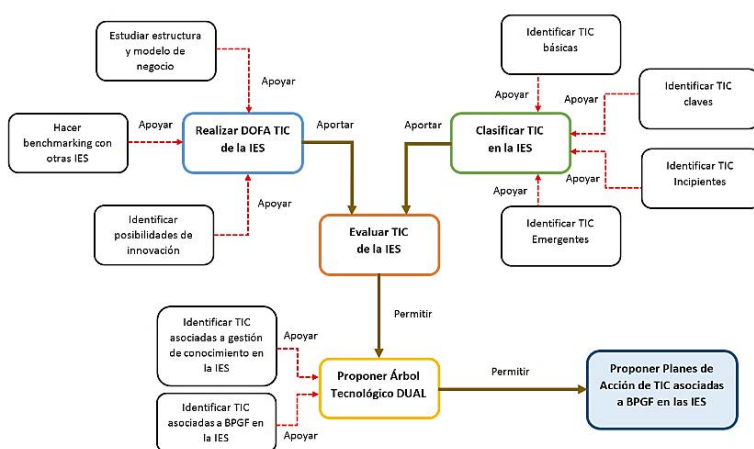 Estudiar estructura
y modelo de
negocio
Apoyar
Hacer
benchmarking con
otras IES
Apoyar
Realizar DOFA TIC
de la IES
Aportar
Identificar
posibilidades de
innovación
Apoyar
Identificar TIC
básicas
Apoyar
Identificar TIC
claves
Apoyar
Clasificar TIC
en la IES
Aportar
Identificar TIC
Incipientes
Apoyar
Identificar TIC
Emergentes
Apoyar
Evaluar TIC
de la IES
Permitir
Identificar TIC
asociadas a gestión
de conocimiento en
la IES
Apoyar
Identificar TIC
asociadas a BPGF en
la IES
Apoyar
Proponer Árbol
Tecnológico DUAL
Permitir
Proponer Planes de
Acción de TIC asociadas
a BPGF en las IES